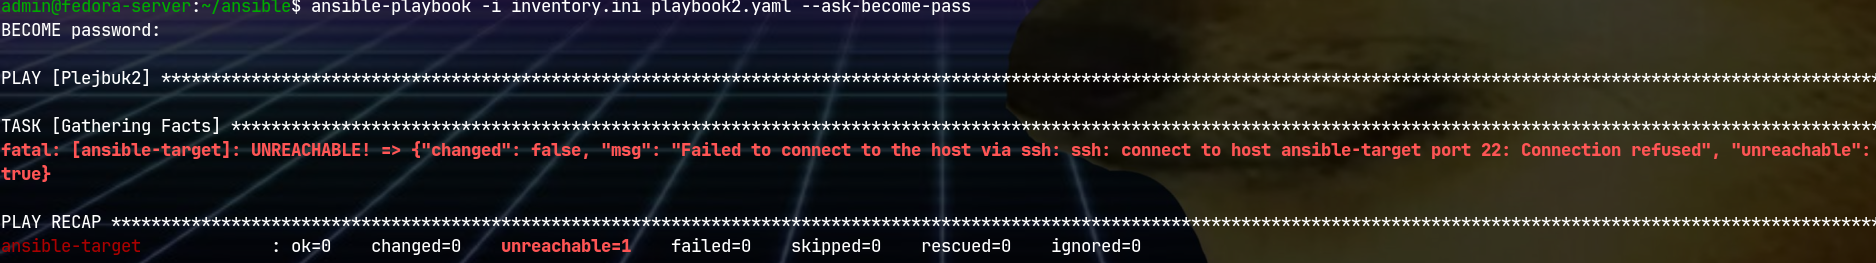 admin@fedora-server:~/ansible$ ansible-playbook -i inventory.ini playbook2.yaml --ask-become-pass
BECOME password:
PLAY [Plejbuk2] ****************************************************************************************************************************************************************************
TASK [Gathering Facts] *********************************************************************************************************************************************************************
fatal: [ansible-target]: UNREACHABLE! => {"changed": false, "msg": "Failed to connect to the host via ssh: ssh: connect to host ansible-target port 22: Connection refused", "unreachable":
true}
PLAY RECAP *********************************************************************************************************************************************************************************
ansible-target             : ok=0    changed=0    unreachable=1    failed=0    skipped=0    rescued=0    ignored=0